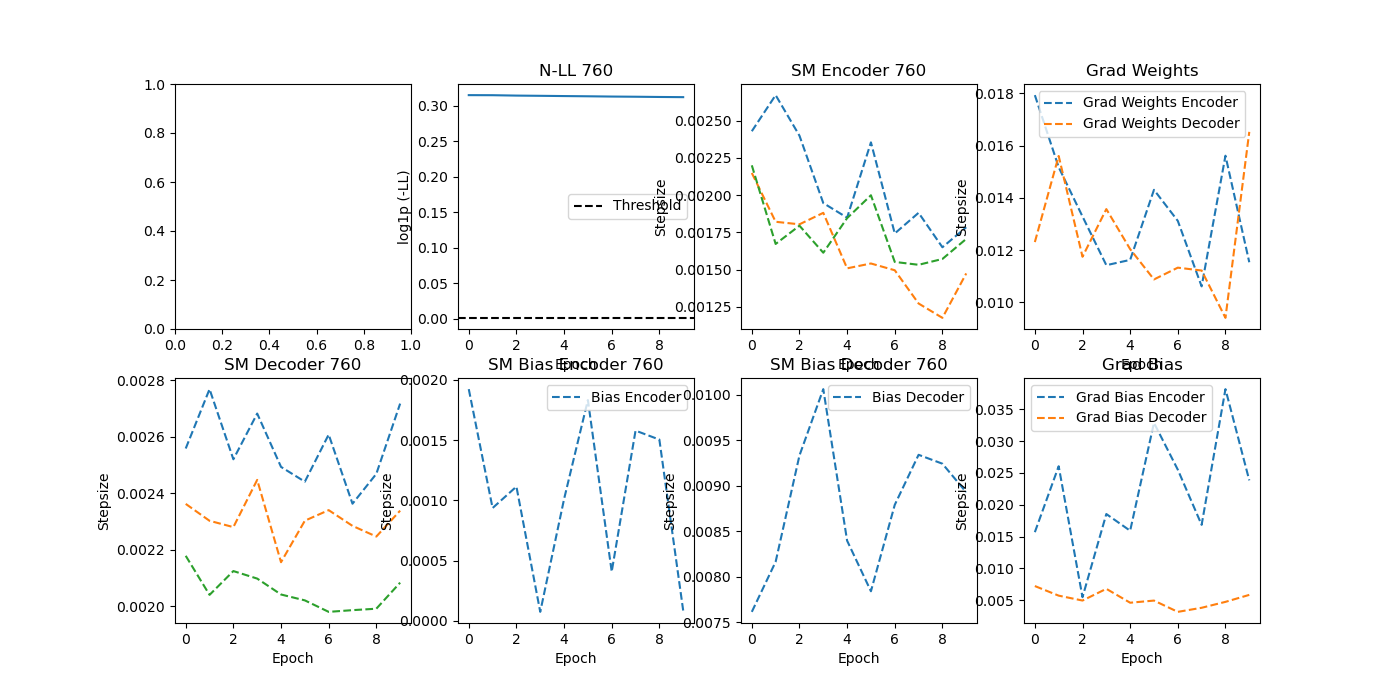 N-LL 760
SM Encoder 760
Grad Weights
1.0
0.8
0.6
0.4
0.2
0.0
0.0 0.2 0.4 0.6 0.8 1.0
log1p (-LL)
0.30
0.25
0.20
0.15
0.10
0.05
0.00
Threshold
0 2 4 6 8
Epoch
Stepsize
0.00250
0.00225
0.00200
0.00175
0.00150
0.00125
0 2 4 6 8
Epoch
Stepsize
0.018
0.016
0.014
0.012
0.010
Grad Weights Encoder
Grad Weights Decoder
0 2 4 6 8
Epoch
SM Decoder 760
SM Bias Encoder 760
SM Bias Decoder 760
Grad Bias
Stepsize
0.0028
0.0026
0.0024
0.0022
0.0020
0 2 4 6 8
Epoch
Stepsize
0.0020
0.0015
0.0010
0.0005
0.0000
Bias Encoder
0 2 4 6 8
Epoch
Stepsize
0.0100
0.0095
0.0090
0.0085
0.0080
0.0075
Bias Decoder
0 2 4 6 8
Epoch
Stepsize
0.035
0.030
0.025
0.020
0.015
0.010
0.005
Grad Bias Encoder
Grad Bias Decoder
0 2 4 6 8
Epoch